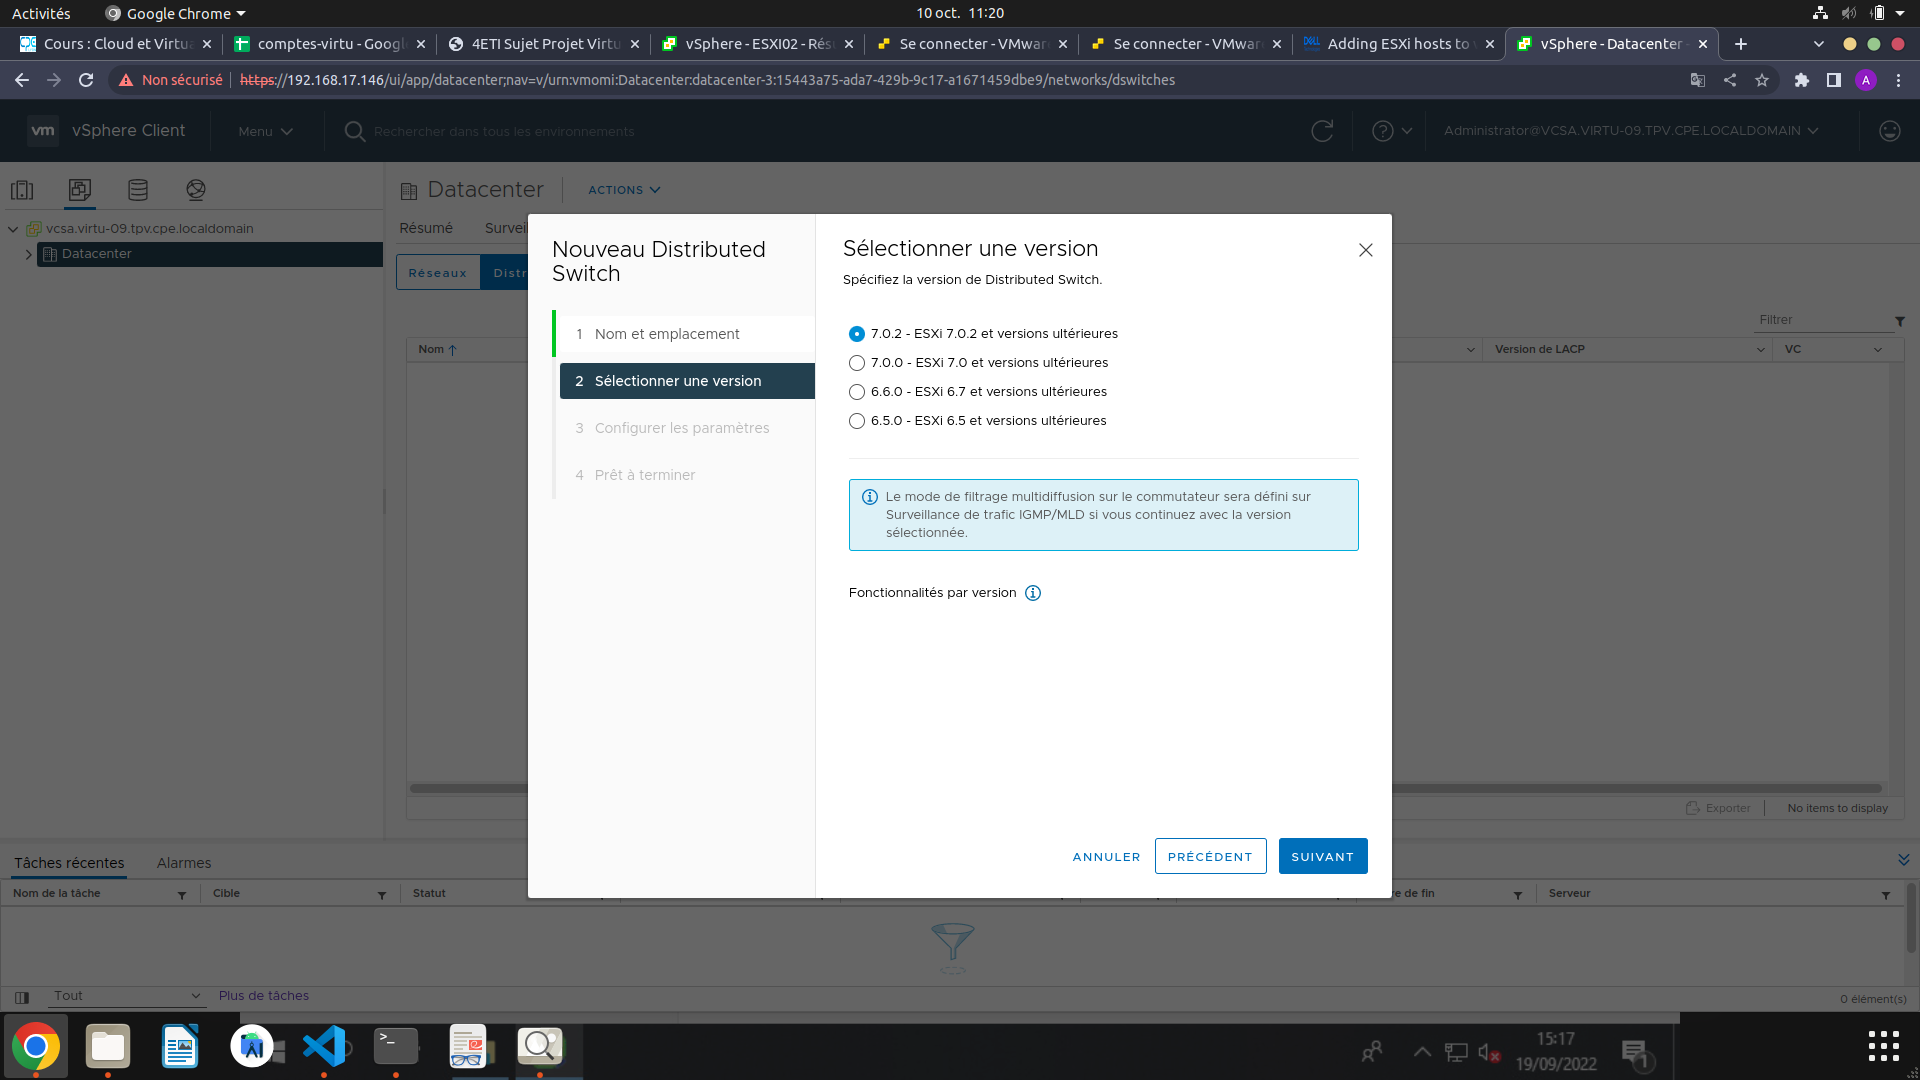 Activités
Google Chrome
10 oct. 11:20
Cours : Cloud et Virtua
comptes-virtu - Google
4ETI Sujet Projet Virtu
vSphere - ESXI02 - Rés
Se connecter - VMwar
Se connecter - VMwar
DELL
Adding ESXi hosts to v
vSphere - Datacenter -
Non sécurisé
https://192.168.17.146/ui/app/datacenter;nav=v/urn:vmomi:Datacenter:datacenter-3:15443a75-ada7-429b-9c17-a1671459dbe9/networks/dswitches
A
vm
vSphere Client
Menu
Rechercher dans tous les environnements
Administrator@VCSA.VIRTU-09.TPV.CPE.LOCALDOMAIN
Datacenter
ACTIONS
vcsa.virtu-09.tpv.cpe.localdomain
Datacenter
Résumé
Surveil
Réseaux
Distr
Filtrer
Nom
Version de LACP
VC
Exporter
No items to display
Nouveau Distributed
Switch
1 Nom et emplacement
2 Sélectionner une version
3 Configurer les paramètres
4 Prêt à terminer
Sélectionner une version
Spécifiez la version de Distributed Switch.
7.0.2 - ESXi 7.0.2 et versions ultérieures
7.0.0 - ESXi 7.0 et versions ultérieures
6.6.0 - ESXi 6.7 et versions ultérieures
6.5.0 - ESXi 6.5 et versions ultérieures
Le mode de filtrage multidiffusion sur le commutateur sera défini sur
Surveillance de trafic IGMP/MLD si vous continuez avec la version
sélectionnée.
Fonctionnalités par version
ANNULER
PRÉCÉDENT
SUIVANT
Tâches récentes
Alarmes
Nom de la tâche
Cible
Statut
re de fin
Serveur
Tout
Plus de tâches
0 élément(s)
15:17
19/09/2022
1